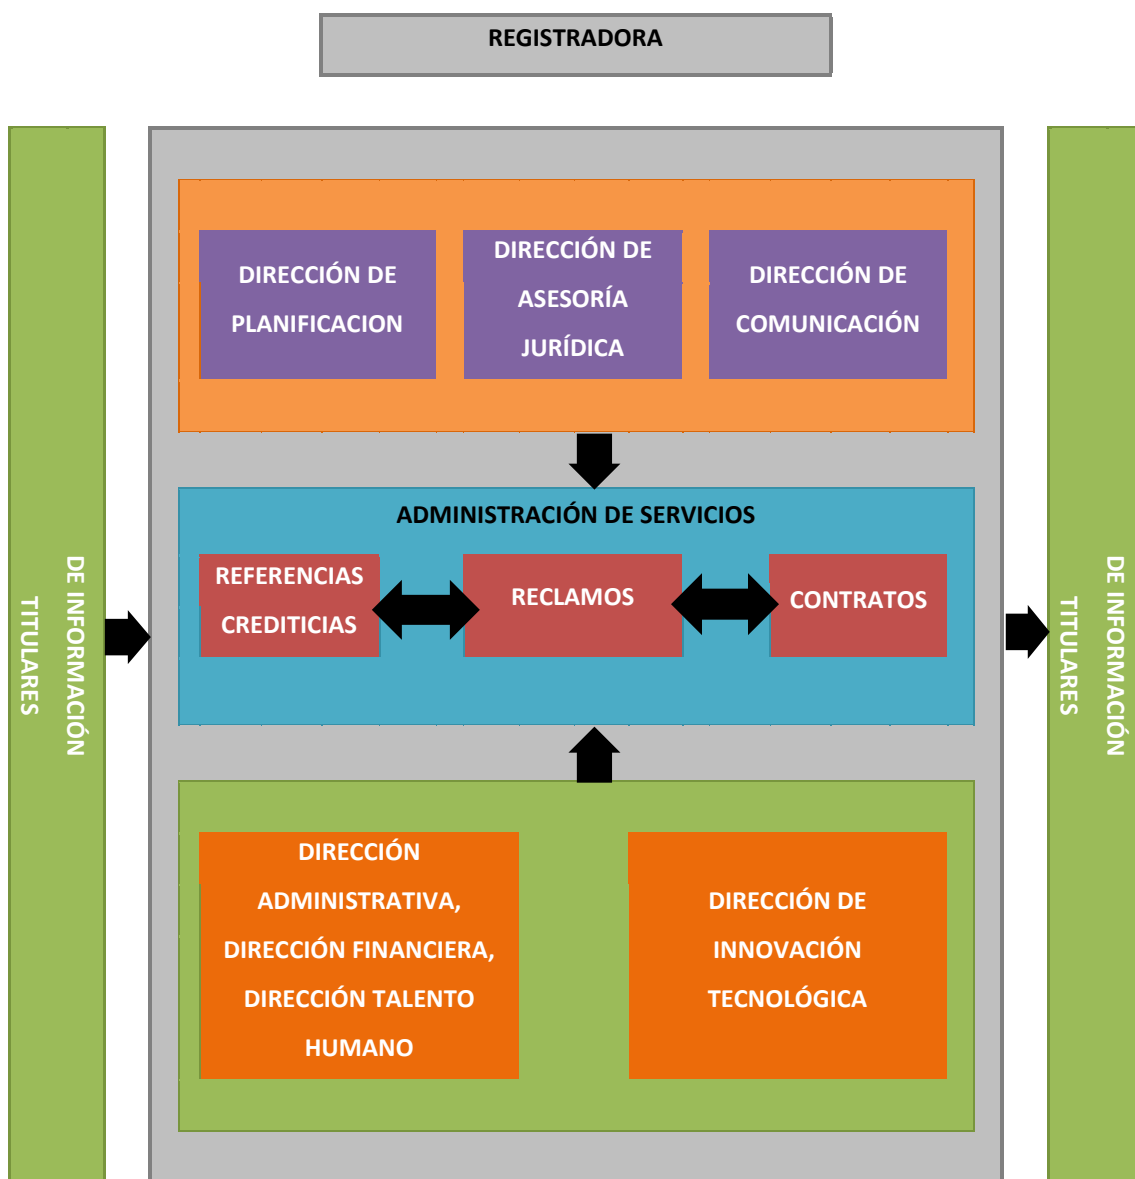 REGISTRADORA
TITULARES
DE INFORMACIÓN
DIRECCIÓN DE
PLANIFICACION
DIRECCIÓN DE
ASESORÍA
JURÍDICA
DIRECCIÓN DE
COMUNICACIÓN
ADMINISTRACIÓN DE SERVICIOS
REFERENCIAS
CREDITICIAS
RECLAMOS
CONTRATOS
DIRECCIÓN
ADMINISTRATIVA,
DIRECCIÓN FINANCIERA,
DIRECCIÓN TALENTO
HUMANO
DIRECCIÓN DE
INNOVACIÓN
TECNOLÓGICA
TITULARES
DE INFORMACIÓN